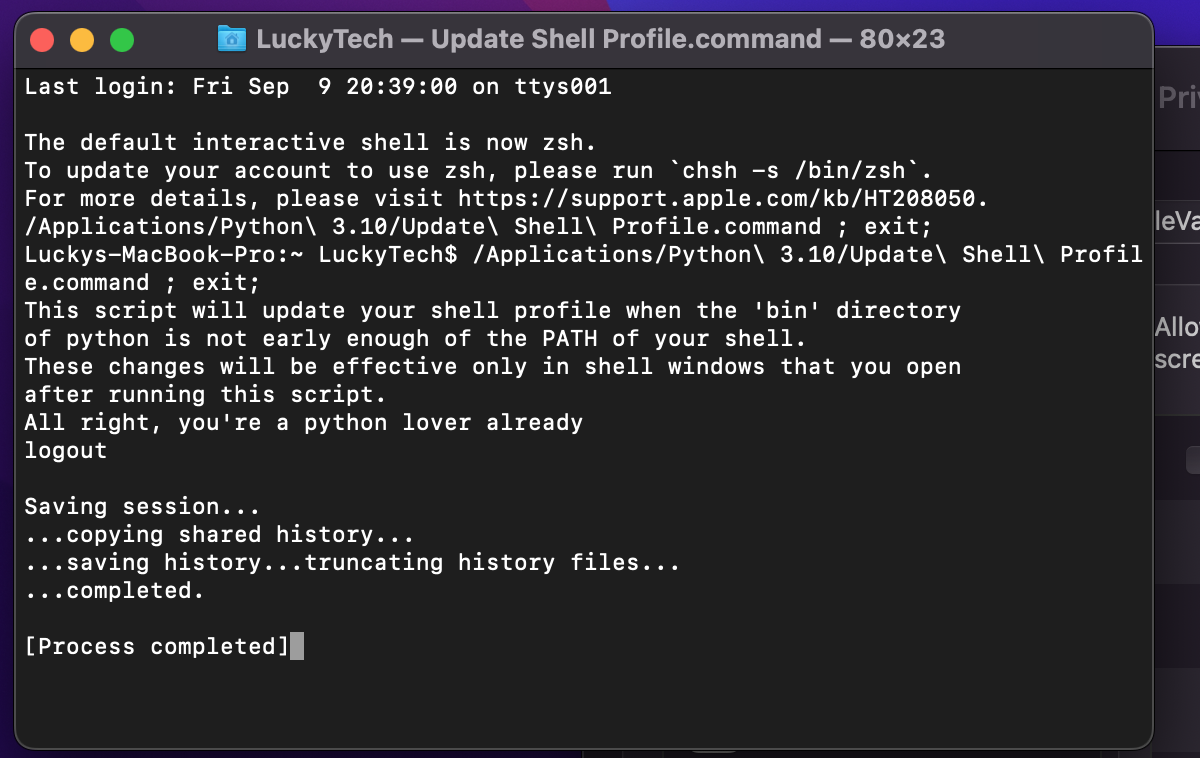 LuckyTech — Update Shell Profile.command — 80×23
Last login: Fri Sep  9 20:39:00 on ttys001
The default interactive shell is now zsh.
To update your account to use zsh, please run `chsh -s /bin/zsh`.
For more details, please visit https://support.apple.com/kb/HT208050.
/Applications/Python\ 3.10/Update\ Shell\ Profile.command ; exit;
Luckys-MacBook-Pro:~ LuckyTech$ /Applications/Python\ 3.10/Update\ Shell\ Profil
e.command ; exit;
This script will update your shell profile when the 'bin' directory
of python is not early enough of the PATH of your shell.
These changes will be effective only in shell windows that you open
after running this script.
All right, you're a python lover already
logout
Saving session...
...copying shared history...
...saving history...truncating history files...
...completed.
[Process completed]
Pri
leVa
Allo
scre